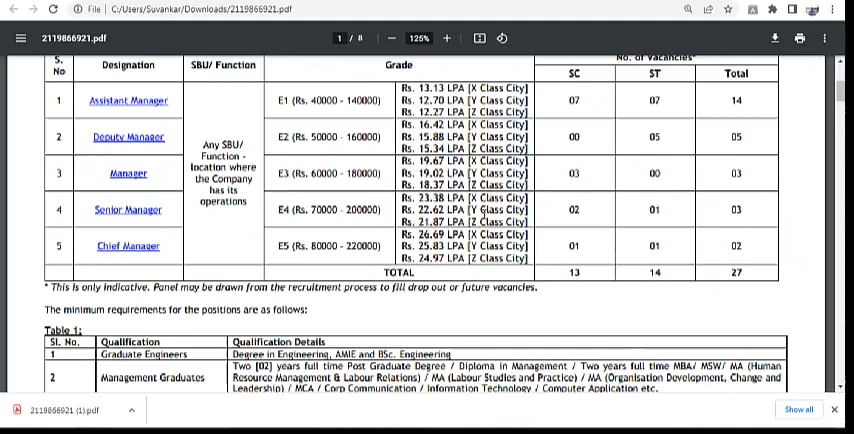 File | C:/Users/Suvankar/Downloads/2119866921.pdf
2119866921.pdf
1 / 8
125%
S. No Designation SBU/ Function Grade No. of Vacancies*
SC ST Total
1 Assistant Manager E1 (Rs. 40000 - 140000) Rs. 13.13 LPA [X Class City] 07 07 14
Rs. 12.70 LPA [Y Class City]
Rs. 12.27 LPA [Z Class City]
2 Deputy Manager E2 (Rs. 50000 - 160000) Rs. 16.42 LPA [X Class City] 00 05 05
Rs. 15.88 LPA [Y Class City]
Rs. 15.34 LPA [Z Class City]
Any SBU/
Function -
location where
the Company
has its
operations
3 Manager E3 (Rs. 60000 - 180000) Rs. 19.67 LPA [X Class City] 03 00 03
Rs. 19.02 LPA [Y Class City]
Rs. 18.37 LPA [Z Class City]
4 Senior Manager E4 (Rs. 70000 - 200000) Rs. 23.38 LPA [X Class City] 02 01 03
Rs. 22.62 LPA [Y Class City]
Rs. 21.87 LPA [Z Class City]
5 Chief Manager E5 (Rs. 80000 - 220000) Rs. 26.69 LPA [X Class City] 01 01 02
Rs. 25.83 LPA [Y Class City]
Rs. 24.97 LPA [Z Class City]
TOTAL 13 14 27
* This is only indicative. Panel may be drawn from the recruitment process to fill drop out or future vacancies.
The minimum requirements for the positions are as follows:
Table 1:
Sl. No. Qualification Qualification Details
1 Graduate Engineers Degree in Engineering, AMIE and BSc. Engineering
2 Management Graduates Two [02] years full time Post Graduate Degree / Diploma in Management / Two years full time MBA/ MSW/ MA (Human
Resource Management & Labour Relations) / MA (Labour Studies and Practice) / MA (Organisation Development, Change and
Leadership) / MCA / Corp Communication / Information Technology / Computer Application etc.
2119866921 (1).pdf
Show all